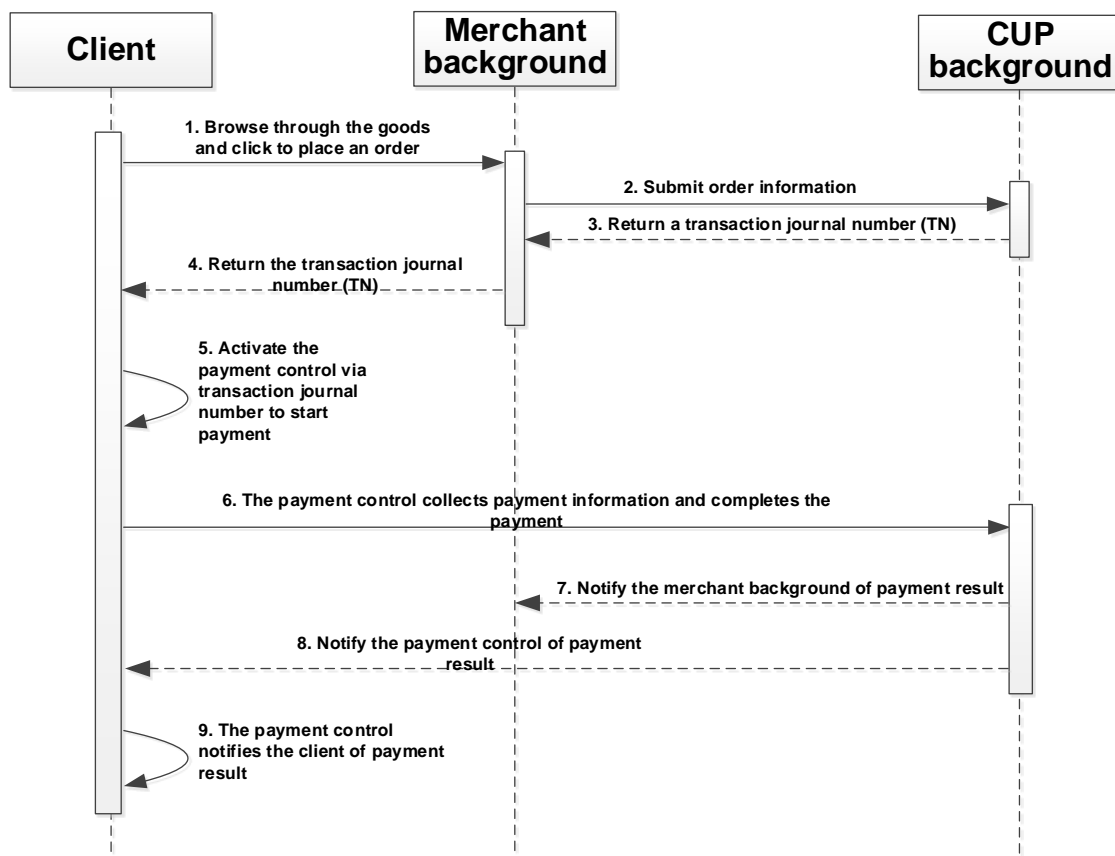 Client
Merchant
background
CUP
background
1. Browse through the goods
and click to place an order
2. Submit order information
3. Return a transaction journal number (TN)
4. Return the transaction journal
number (TN)
5. Activate the
payment control via
transaction journal
number to start
payment
6. The payment control collects payment information and completes the
payment
7. Notify the merchant background of payment result
8. Notify the payment control of payment
result
9. The payment control
notifies the client of payment
result